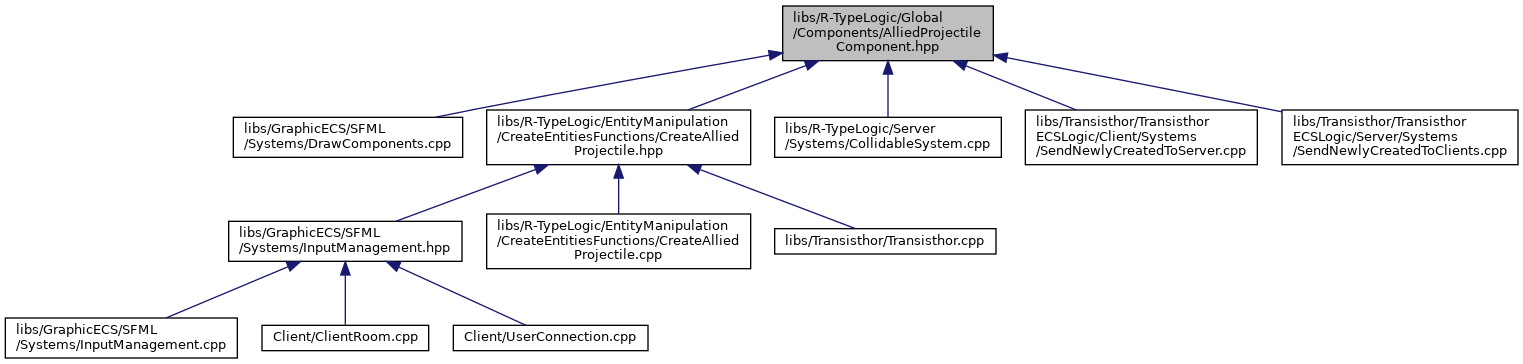 libs/R-TypeLogic/Global
/Components/AlliedProjectile
Component.hpp
libs/GraphicECS/SFML
/Systems/DrawComponents.cpp
libs/R-TypeLogic/EntityManipulation
/CreateEntitiesFunctions/CreateAllied
Projectile.hpp
libs/R-TypeLogic/Server
/Systems/CollidableSystem.cpp
libs/Transisthor/Transisthor
ECSLogic/Client/Systems
/SendNewlyCreatedToServer.cpp
libs/Transisthor/Transisthor
ECSLogic/Server/Systems
/SendNewlyCreatedToClients.cpp
libs/GraphicECS/SFML
/Systems/InputManagement.hpp
libs/R-TypeLogic/EntityManipulation
/CreateEntitiesFunctions/CreateAllied
Projectile.cpp
libs/Transisthor/Transisthor.cpp
libs/GraphicECS/SFML
/Systems/InputManagement.cpp
Client/ClientRoom.cpp
Client/UserConnection.cpp